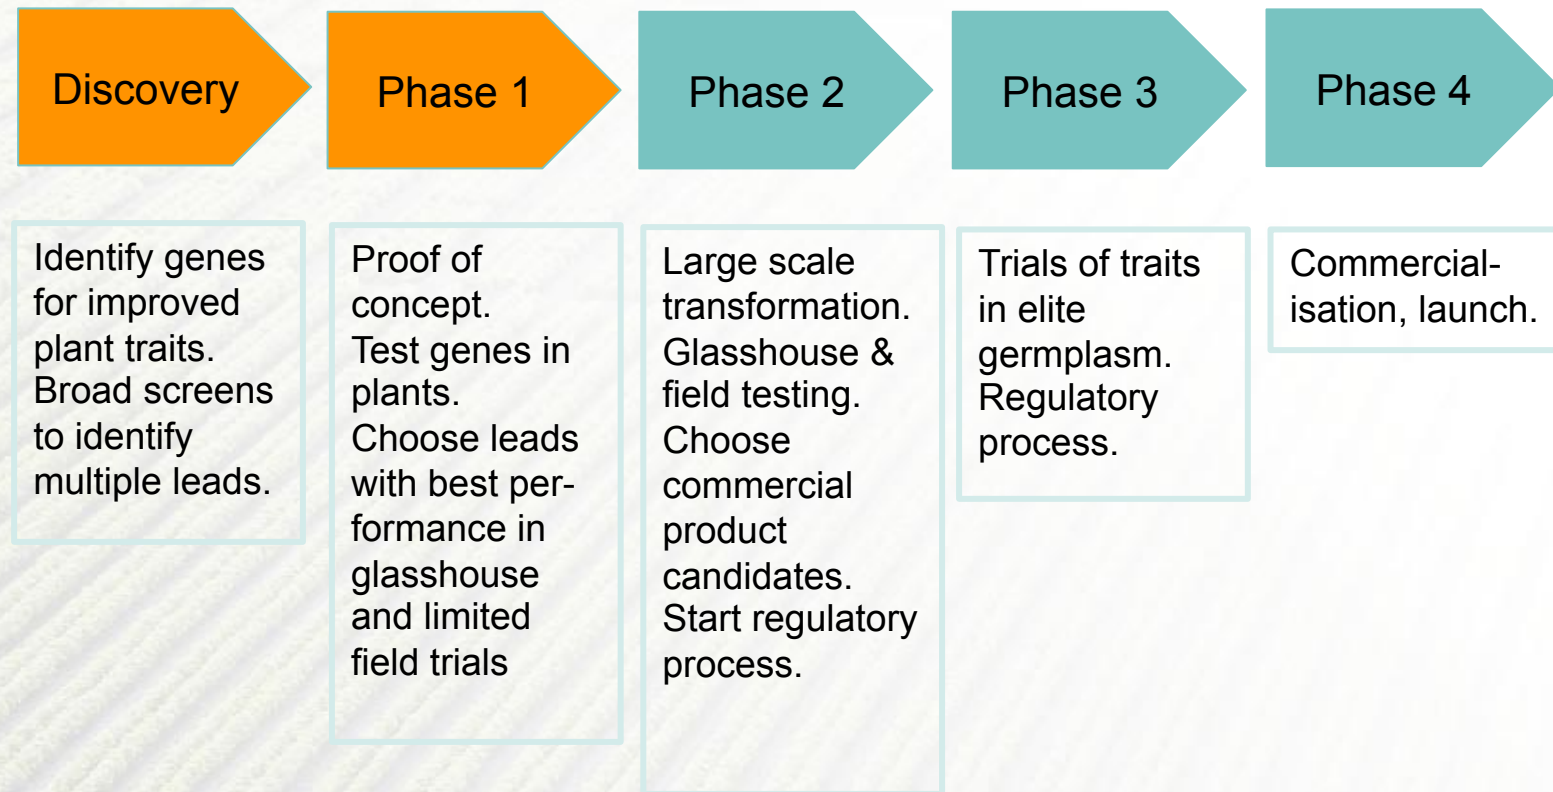 Discovery
Phase 1
Phase 2
Phase 3
Phase 4
Identify genes
for improved
plant traits.
Broad screens
to identify
multiple leads.
Proof of
concept.
Test genes in
plants.
Choose leads
with best per-
formance in
glasshouse
and limited
field trials
Large scale
transformation.
Glasshouse &
field testing.
Choose
commercial
product
candidates.
Start regulatory
process.
Trials of traits
in elite
germplasm.
Regulatory
process.
Commercial-
isation, launch.